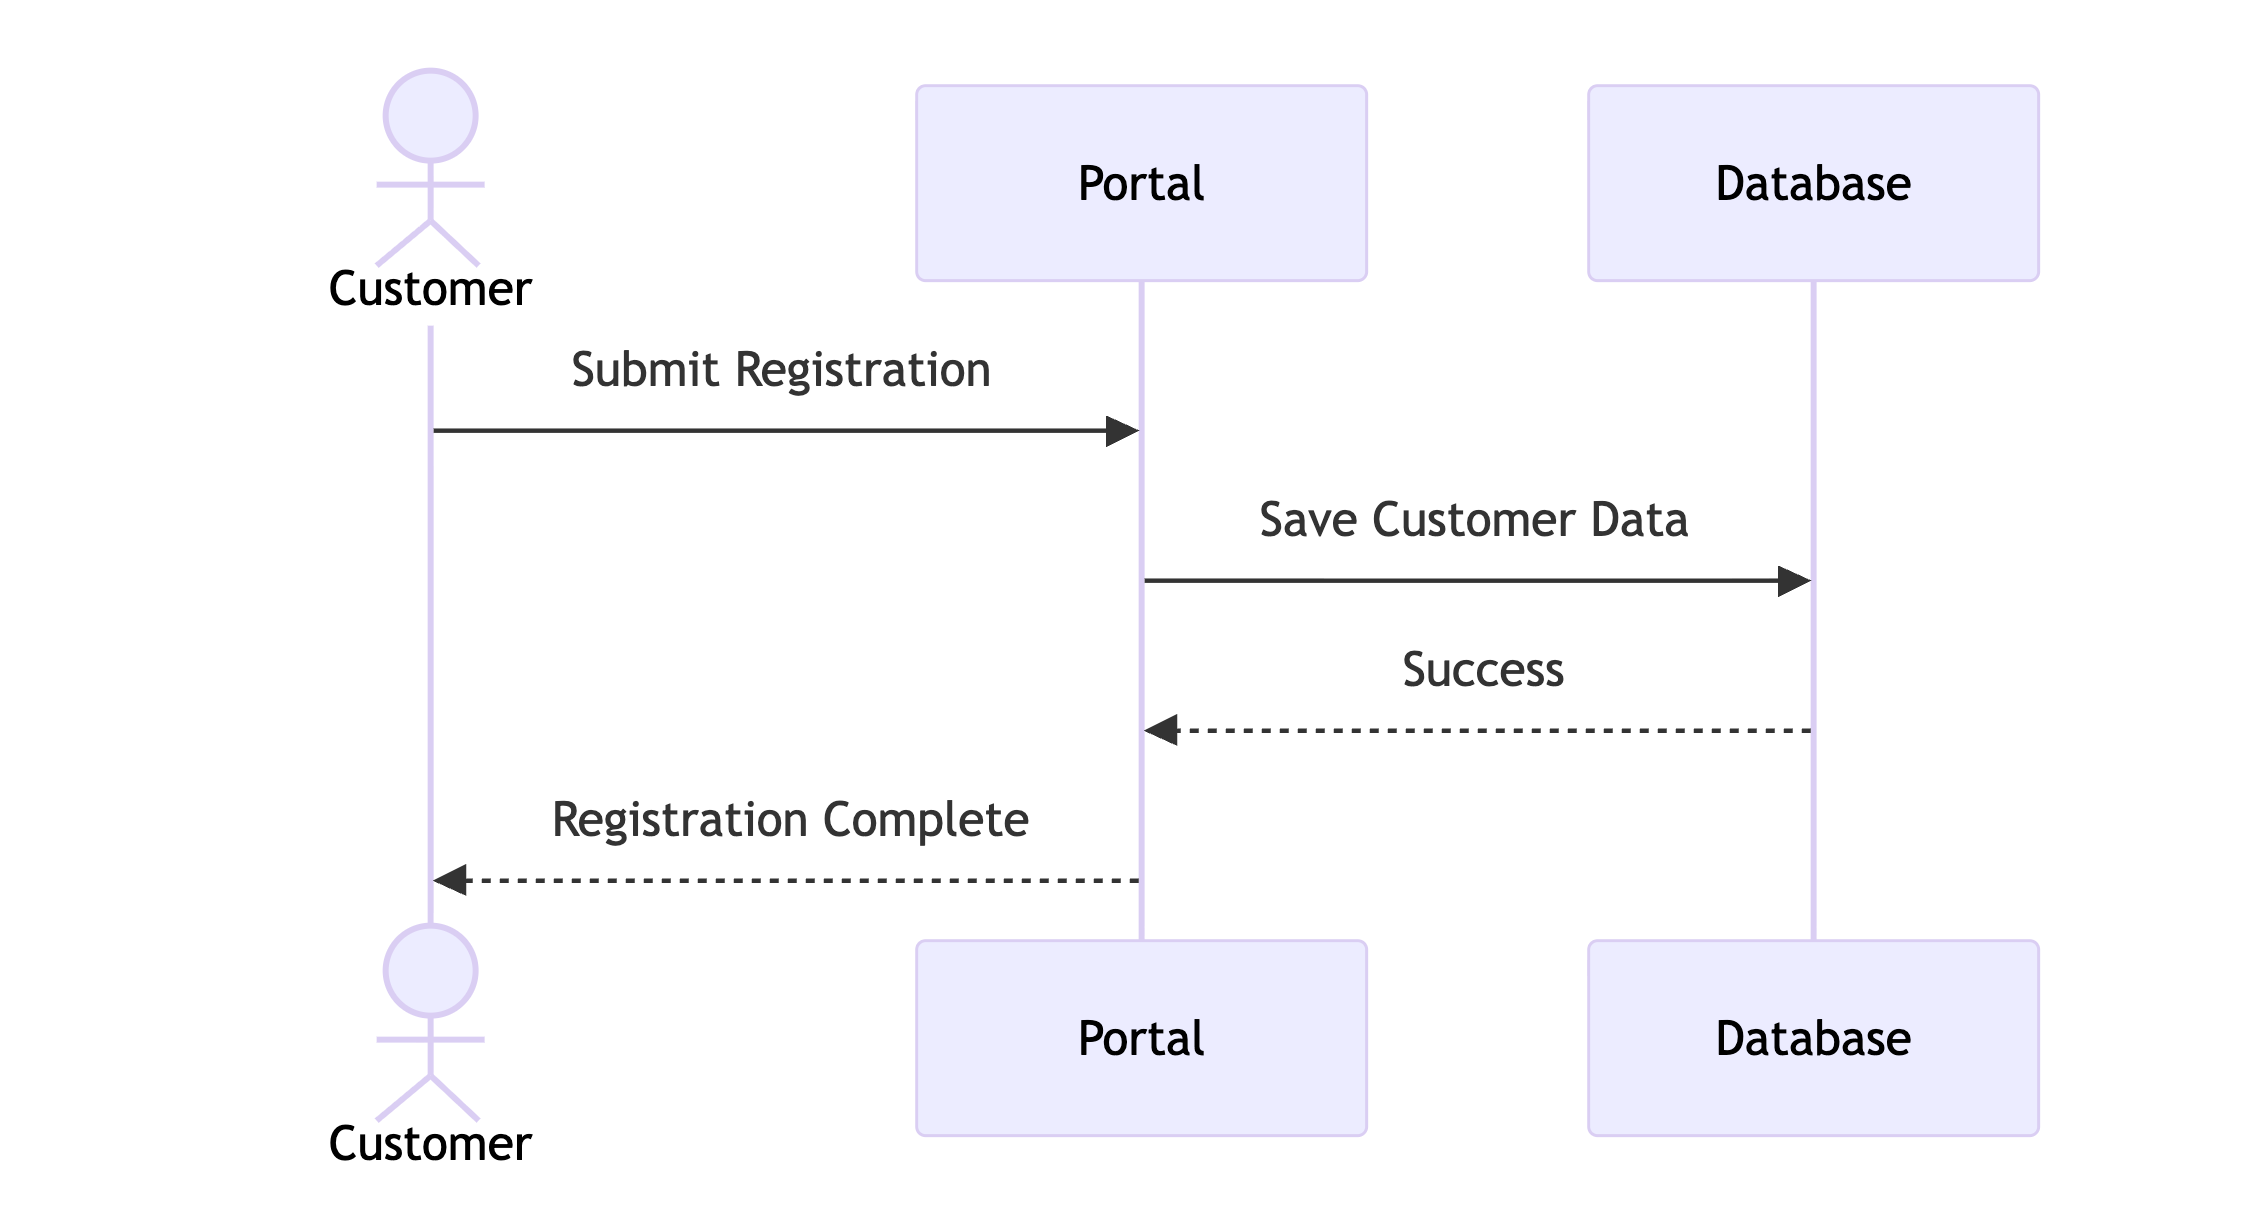 Customer
Portal
Database
Submit Registration
Save Customer Data
Success
Registration Complete
Customer
Portal
Database